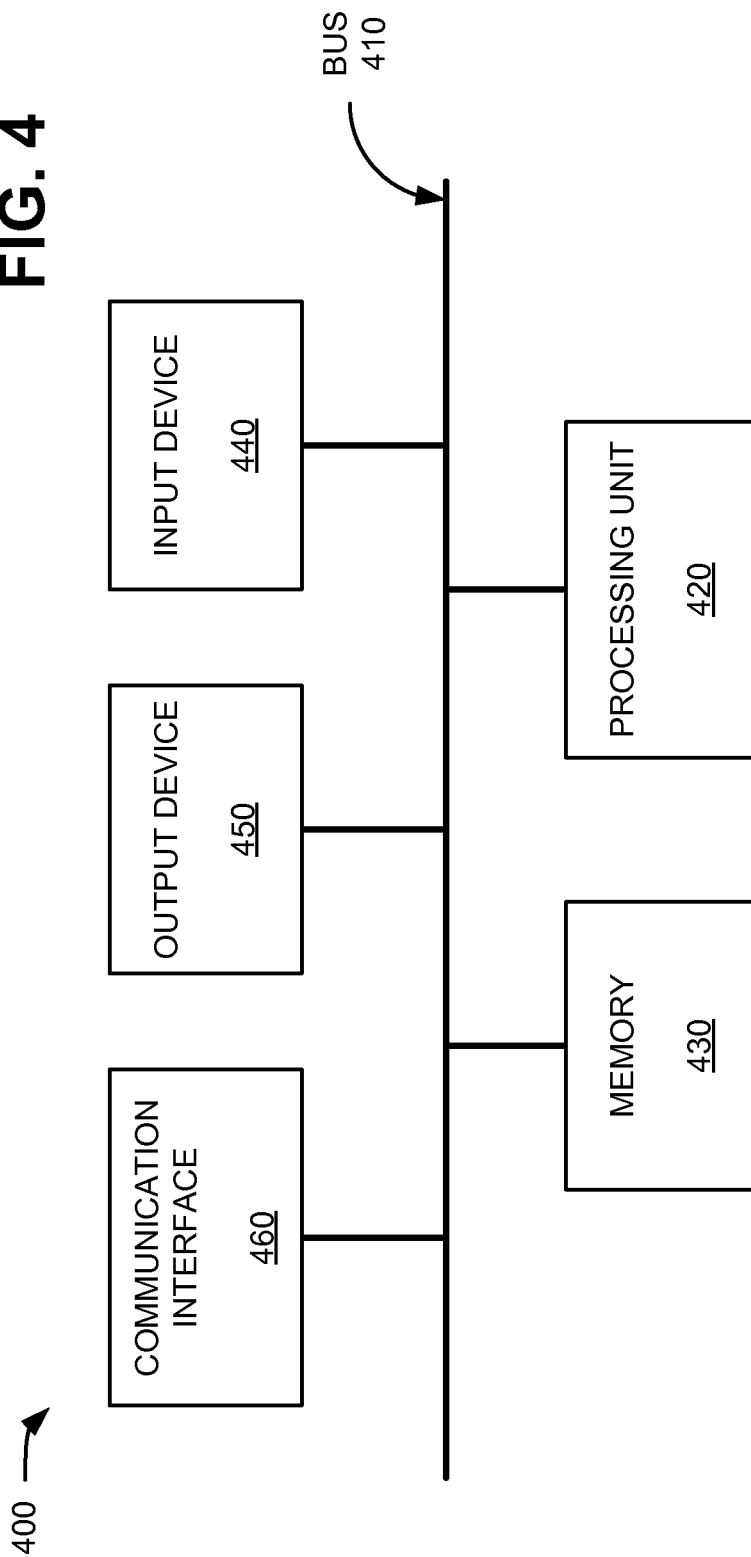 400
COMMUNICATION
INTERFACE
460
OUTPUT DEVICE
450
INPUT DEVICE
440
BUS
410
MEMORY
430
PROCESSING UNIT
420
FIG. 4